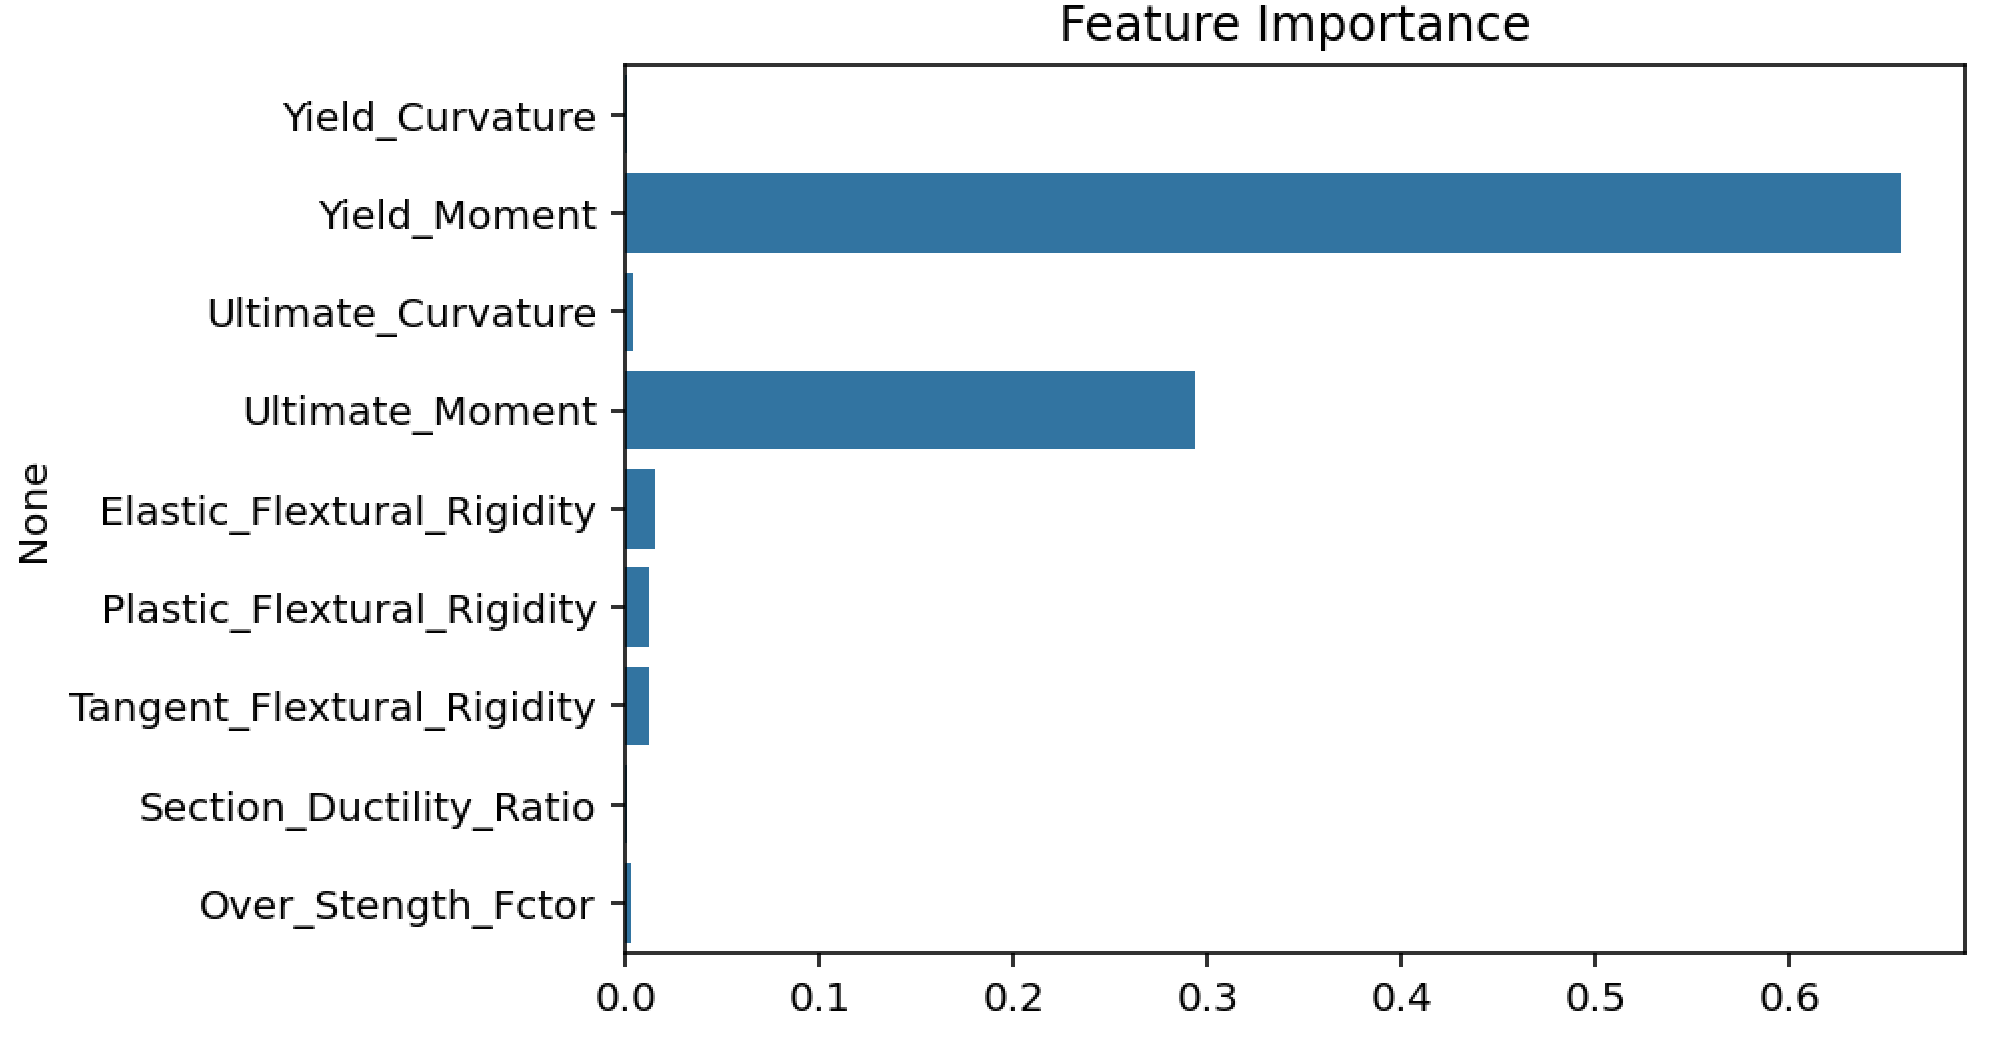 Feature Importance
Yield_Curvature
Yield_Moment
Ultimate_Curvature
Ultimate_Moment
Elastic_Flextural_Rigidity
Plastic_Flextural_Rigidity
Tangent_Flextural_Rigidity
Section_Ductility_Ratio
Over_Stength_Fctor
None
0.0 0.1 0.2 0.3 0.4 0.5 0.6